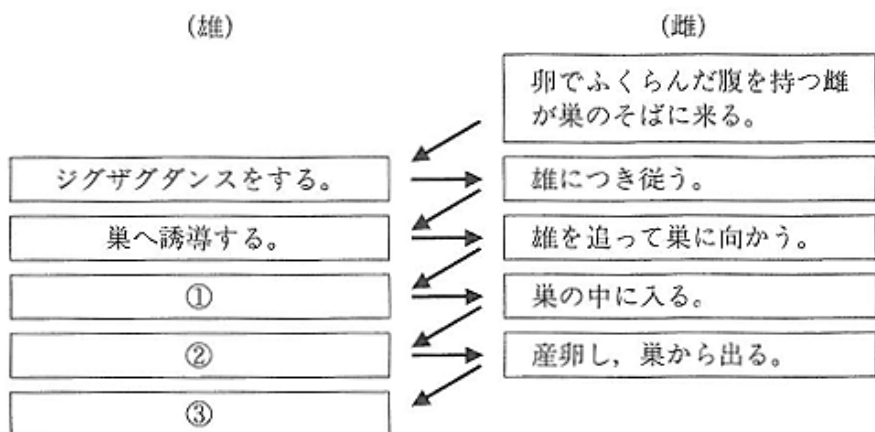 (雄)
(雌)
卵でふくらんだ腹を持つ雌
が巣のそばに来る。
ジグザグダンスをする。
雄につき従う。
巣へ誘導する。
雄を追って巣に向かう。
①
巣の中に入る。
②
産卵し，巣から出る。
③